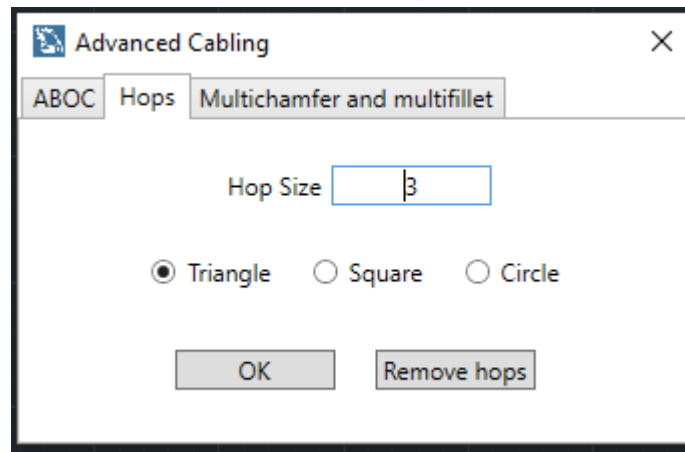 Advanced Cabling
ABOC Hops Multichamfer and multifillet
Hop Size 3
Triangle Square Circle
OK Remove hops